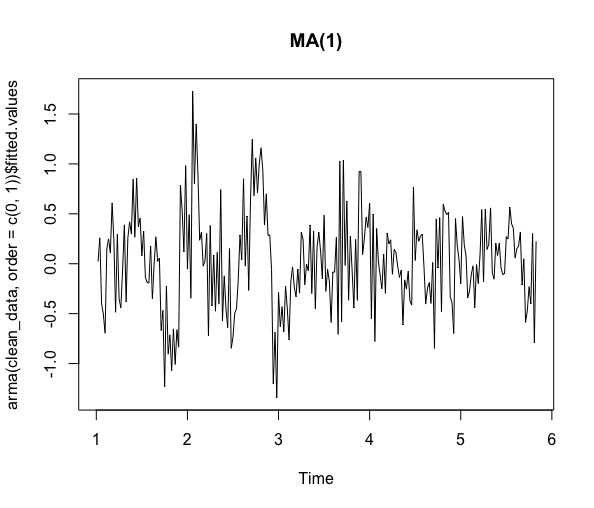 MA(1)
arma(clean_data, order = c(0, 1))$fitted.values
1.5
1.0
0.5
0.0
-0.5
-1.0
1 2 3 4 5 6
Time